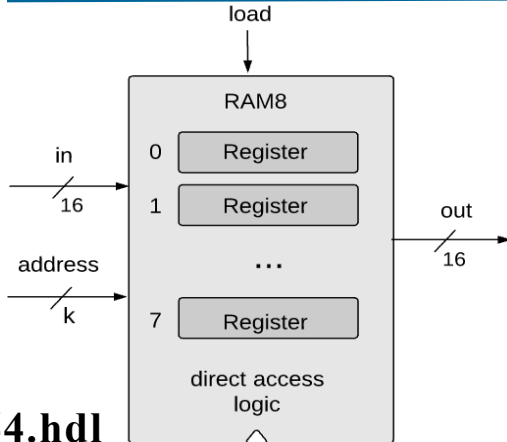 load
RAM8
0 Register
in
16
1 Register
out
16
address
...
k
7 Register
direct access
logic
4.hdl